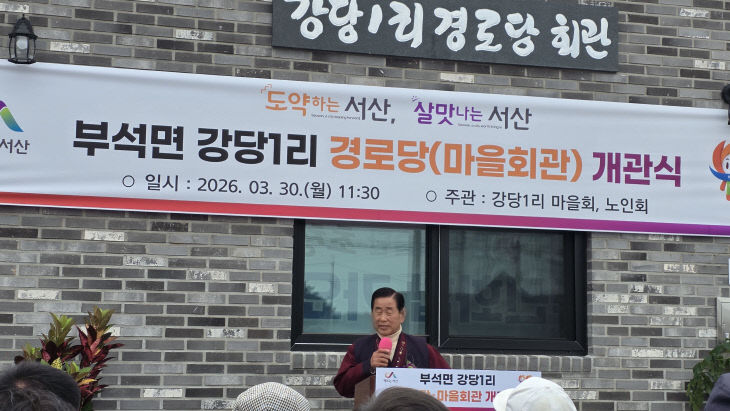 강당1리경로당 회관
도약하는 서산, 살맛나는 서산
서산
부석면 강당1리 경로당(마을회관) 개관식
○ 일시 : 2026. 03. 30.(월) 11:30
○ 주관 : 강당1리 마을회, 노인회
부석면 강당1리